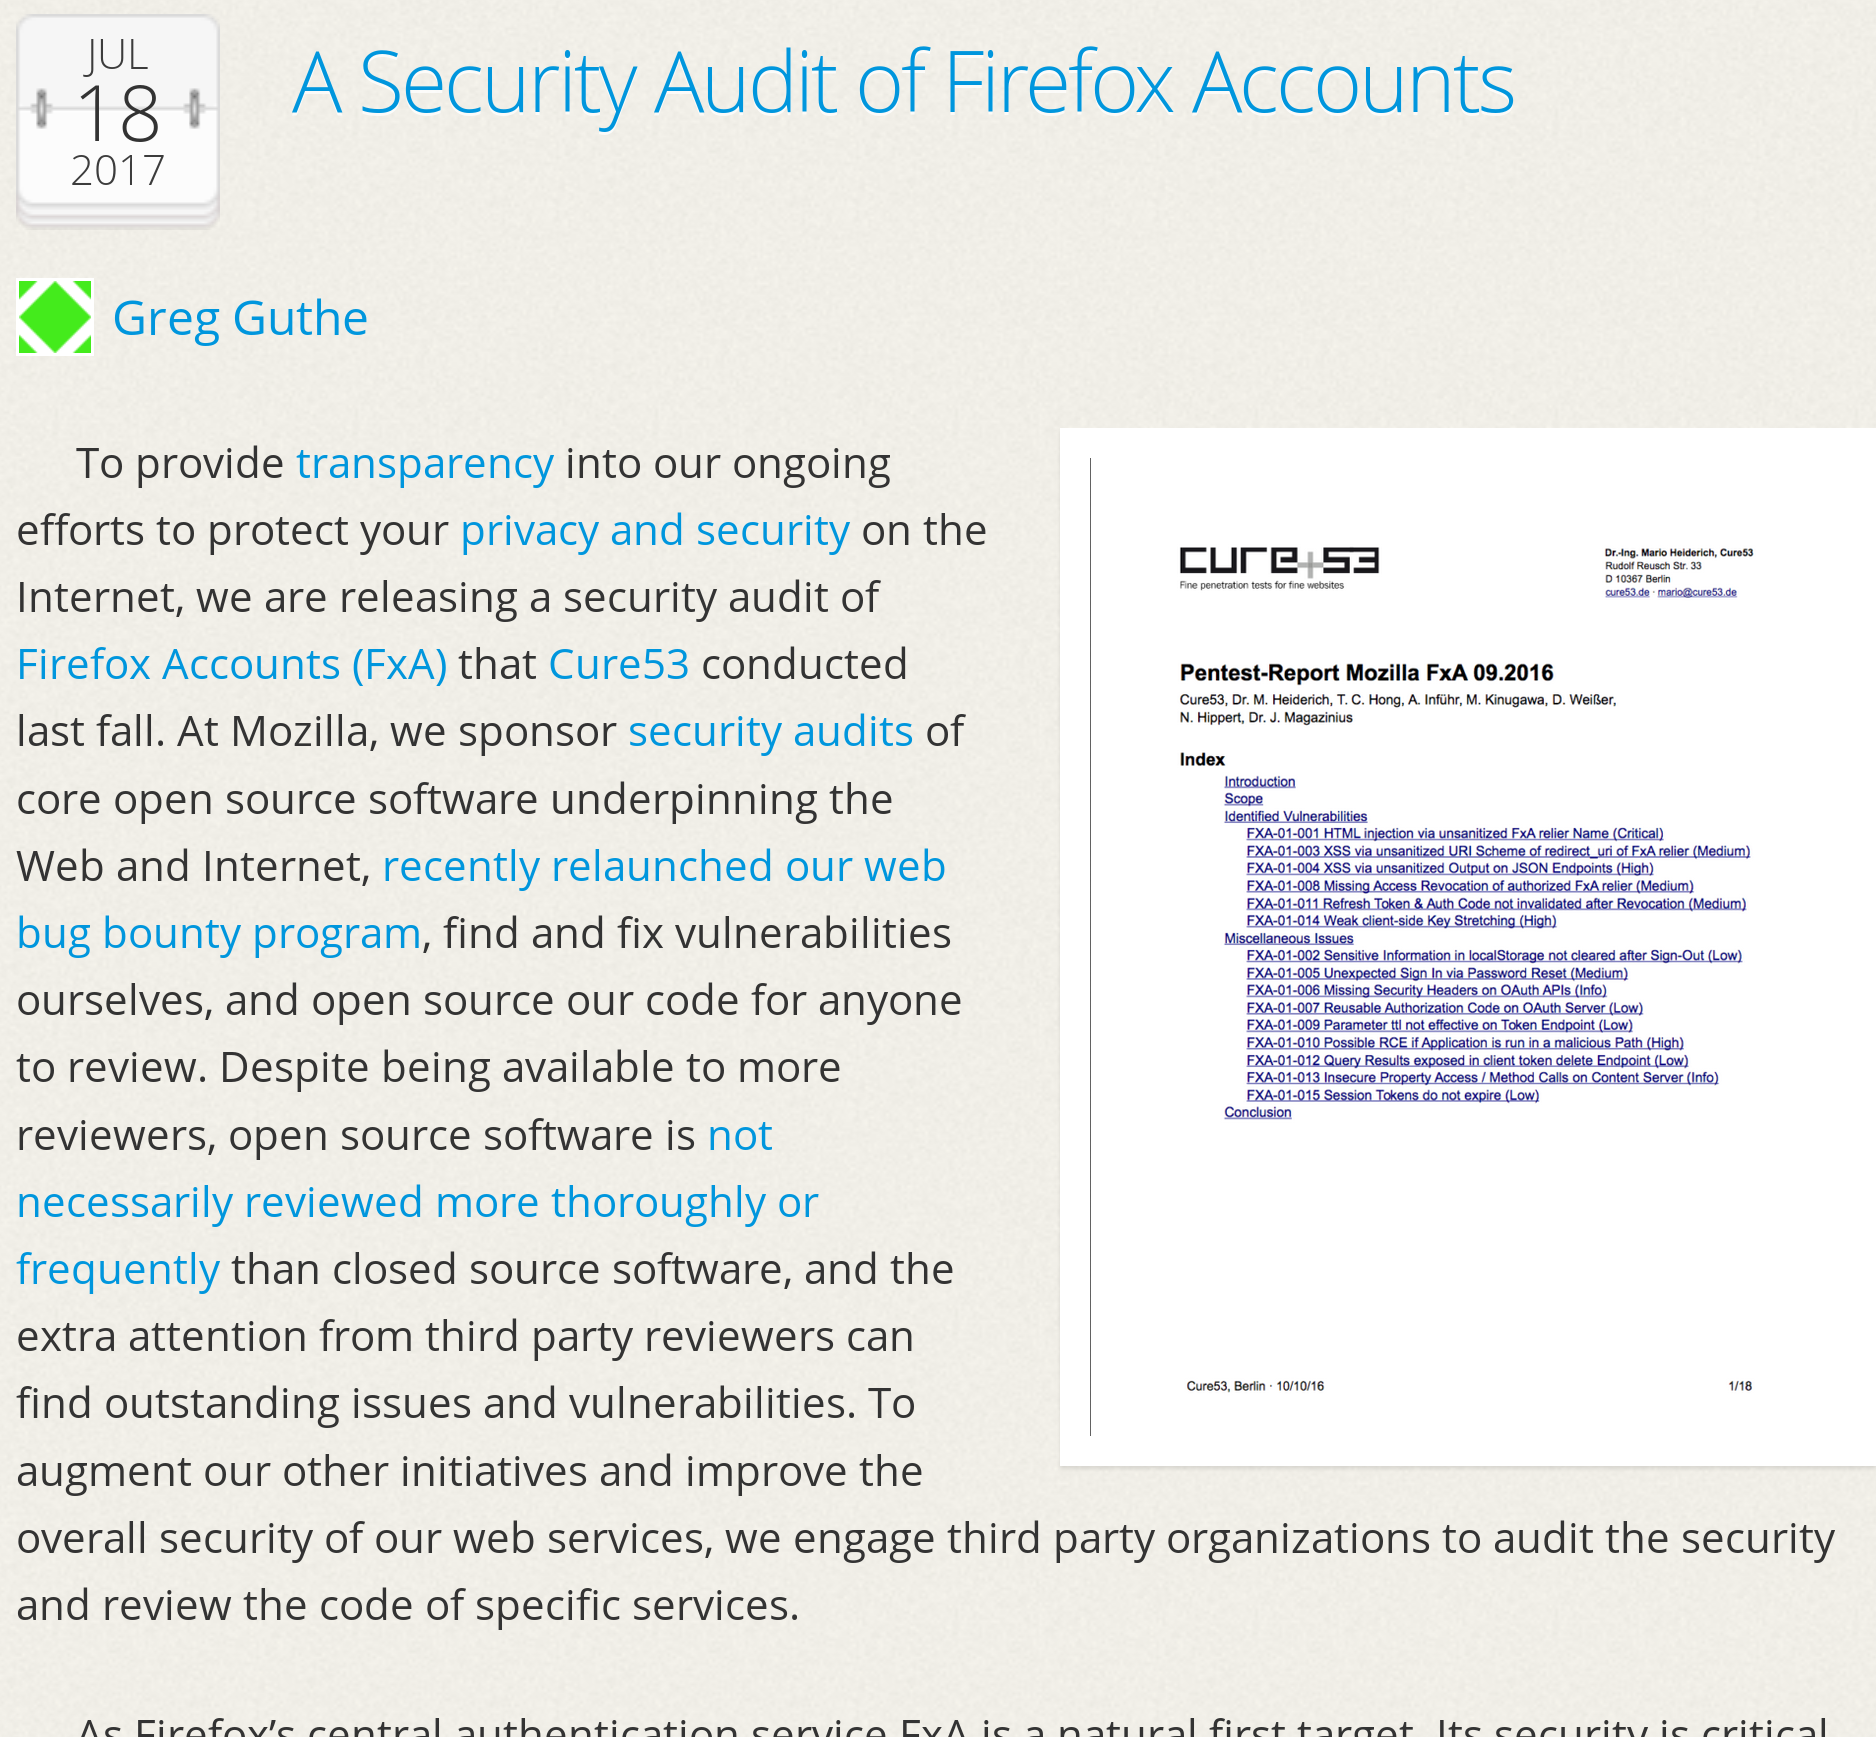 JUL
18
2017
A Security Audit of Firefox Accounts
Greg Guthe
To provide transparency into our ongoing
efforts to protect your privacy and security on the
Internet, we are releasing a security audit of
Firefox Accounts (FxA) that Cure53 conducted
last fall. At Mozilla, we sponsor security audits of
core open source software underpinning the
Web and Internet, recently relaunched our web
bug bounty program, find and fix vulnerabilities
ourselves, and open source our code for anyone
to review. Despite being available to more
reviewers, open source software is not
necessarily reviewed more thoroughly or
frequently than closed source software, and the
extra attention from third party reviewers can
find outstanding issues and vulnerabilities. To
augment our other initiatives and improve the
overall security of our web services, we engage third party organizations to audit the security
and review the code of specific services.
As Firefox’s central authentication service FxA is a natural first target. Its security is critical
cure+53
Fine penetration tests for fine websites
Dr.-Ing. Mario Heiderich, Cure53
Rudolf Reusch Str. 33
D 10367 Berlin
cure53.de · mario@cure53.de
Pentest-Report Mozilla FxA 09.2016
Cure53, Dr. M. Heiderich, T. C. Hong, A. Inführ, M. Kinugawa, D. Weißer,
N. Hippert, Dr. J. Magazinius
Index
Introduction
Scope
Identified Vulnerabilities
FXA-01-001 HTML injection via unsanitized FxA relier Name (Critical)
FXA-01-003 XSS via unsanitized URI Scheme of redirect_uri of FxA relier (Medium)
FXA-01-004 XSS via unsanitized Output on JSON Endpoints (High)
FXA-01-008 Missing Access Revocation of authorized FxA relier (Medium)
FXA-01-011 Refresh Token & Auth Code not invalidated after Revocation (Medium)
FXA-01-014 Weak client-side Key Stretching (High)
Miscellaneous Issues
FXA-01-002 Sensitive Information in localStorage not cleared after Sign-Out (Low)
FXA-01-005 Unexpected Sign In via Password Reset (Medium)
FXA-01-006 Missing Security Headers on OAuth APIs (Info)
FXA-01-007 Reusable Authorization Code on OAuth Server (Low)
FXA-01-009 Parameter ttl not effective on Token Endpoint (Low)
FXA-01-010 Possible RCE if Application is run in a malicious Path (High)
FXA-01-012 Query Results exposed in client token delete Endpoint (Low)
FXA-01-013 Insecure Property Access / Method Calls on Content Server (Info)
FXA-01-015 Session Tokens do not expire (Low)
Conclusion
Cure53, Berlin · 10/10/16
1/18